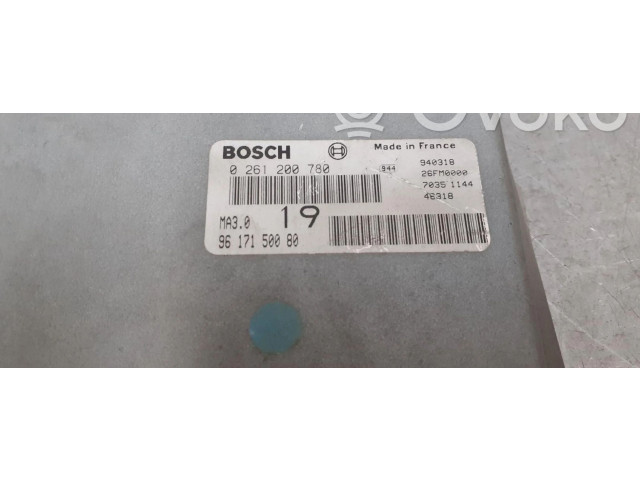 OVOKO
BOSCH Made in France
0 261 200 780 944 940318
26FM0000
7035 1144
46318
MA3.0 19
96 171 500 80